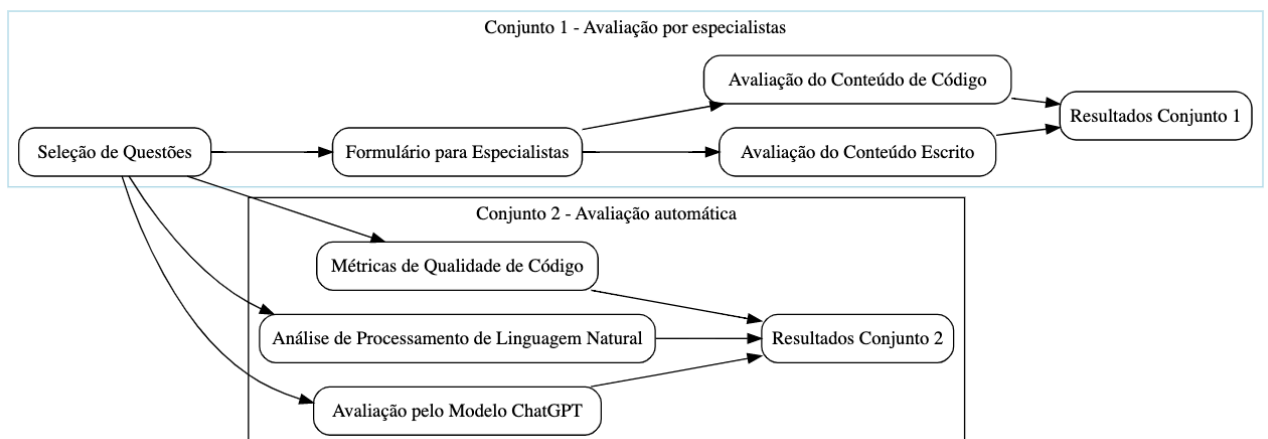 Conjunto 1 - Avaliação por especialistas
Avaliação do Conteúdo de Código
Resultados Conjunto 1
Seleção de Questões
Formulário para Especialistas
Avaliação do Conteúdo Escrito
Conjunto 2 - Avaliação automática
Métricas de Qualidade de Código
Análise de Processamento de Linguagem Natural
Resultados Conjunto 2
Avaliação pelo Modelo ChatGPT